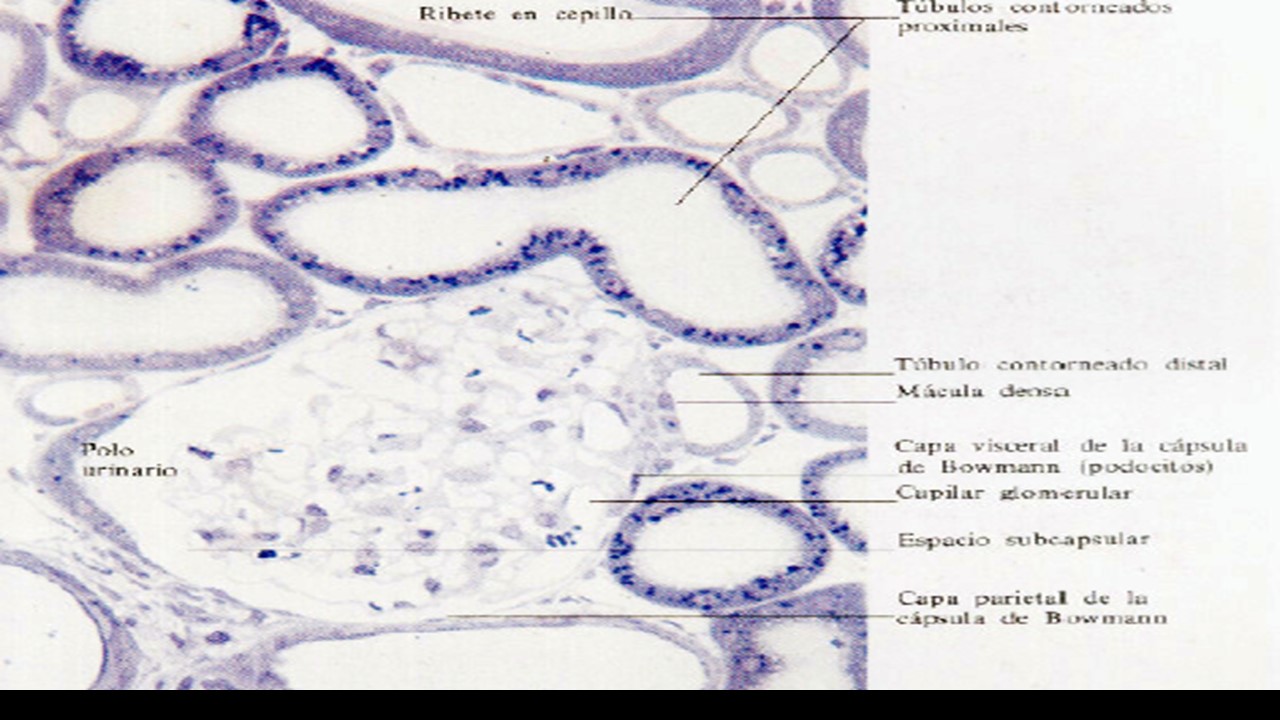 Ribete en cepillo
Túbulos contorneados
proximales
Túbulo contorneado distal
Mácula densa
Polo
urinario
Capa visceral de la cápsula
de Bowmann (podocitos)
Capilar glomerular
Espacio subcapsular
Capa parietal de la
cápsula de Bowmann